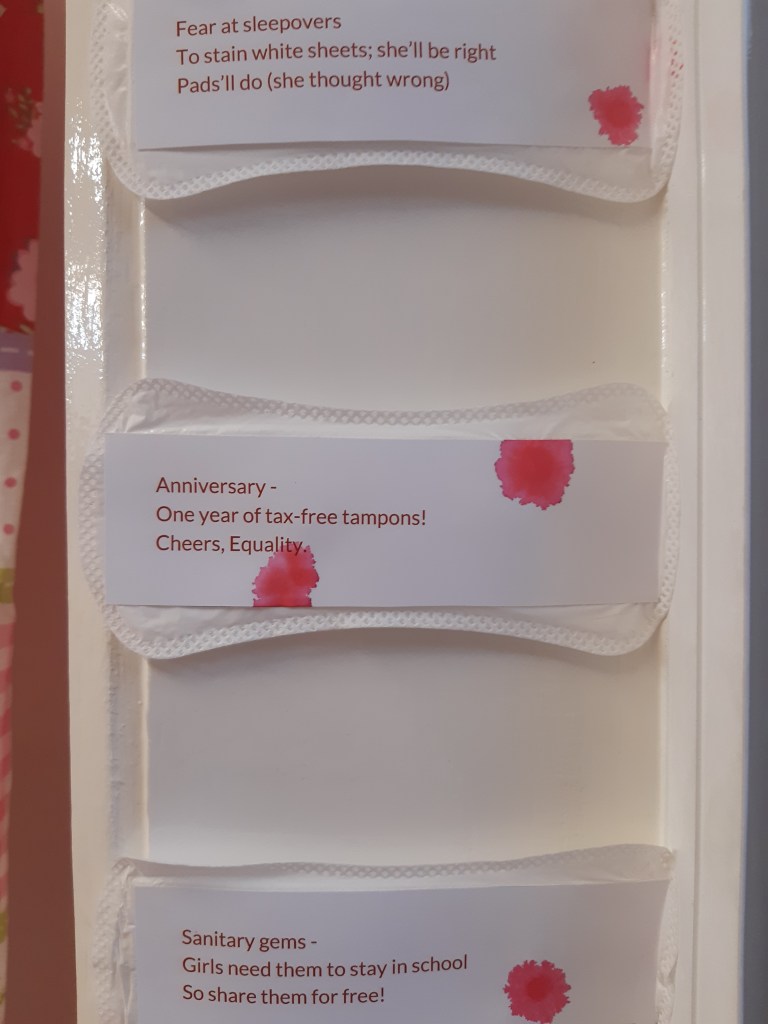 Fear at sleepovers
To stain white sheets; she'll be right
Pads'll do (she thought wrong)
Anniversary -
One year of tax-free tampons!
Cheers, Equality.
Sanitary gems -
Girls need them to stay in school
So share them for free!